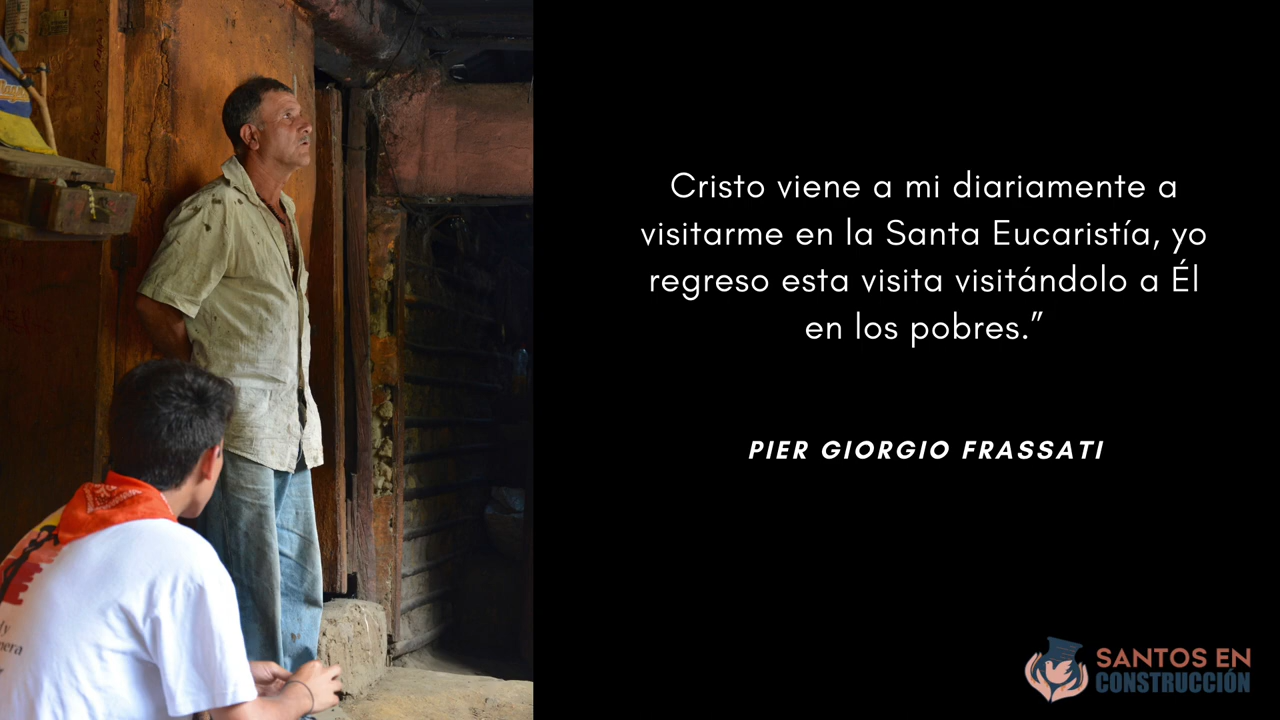 Cristo viene a mi diariamente a
visitarme en la Santa Eucaristía, yo
regreso esta visita visitándolo a Él
en los pobres.”
PIER GIORGIO FRASSATI
SANTOS EN
CONSTRUCCIÓN